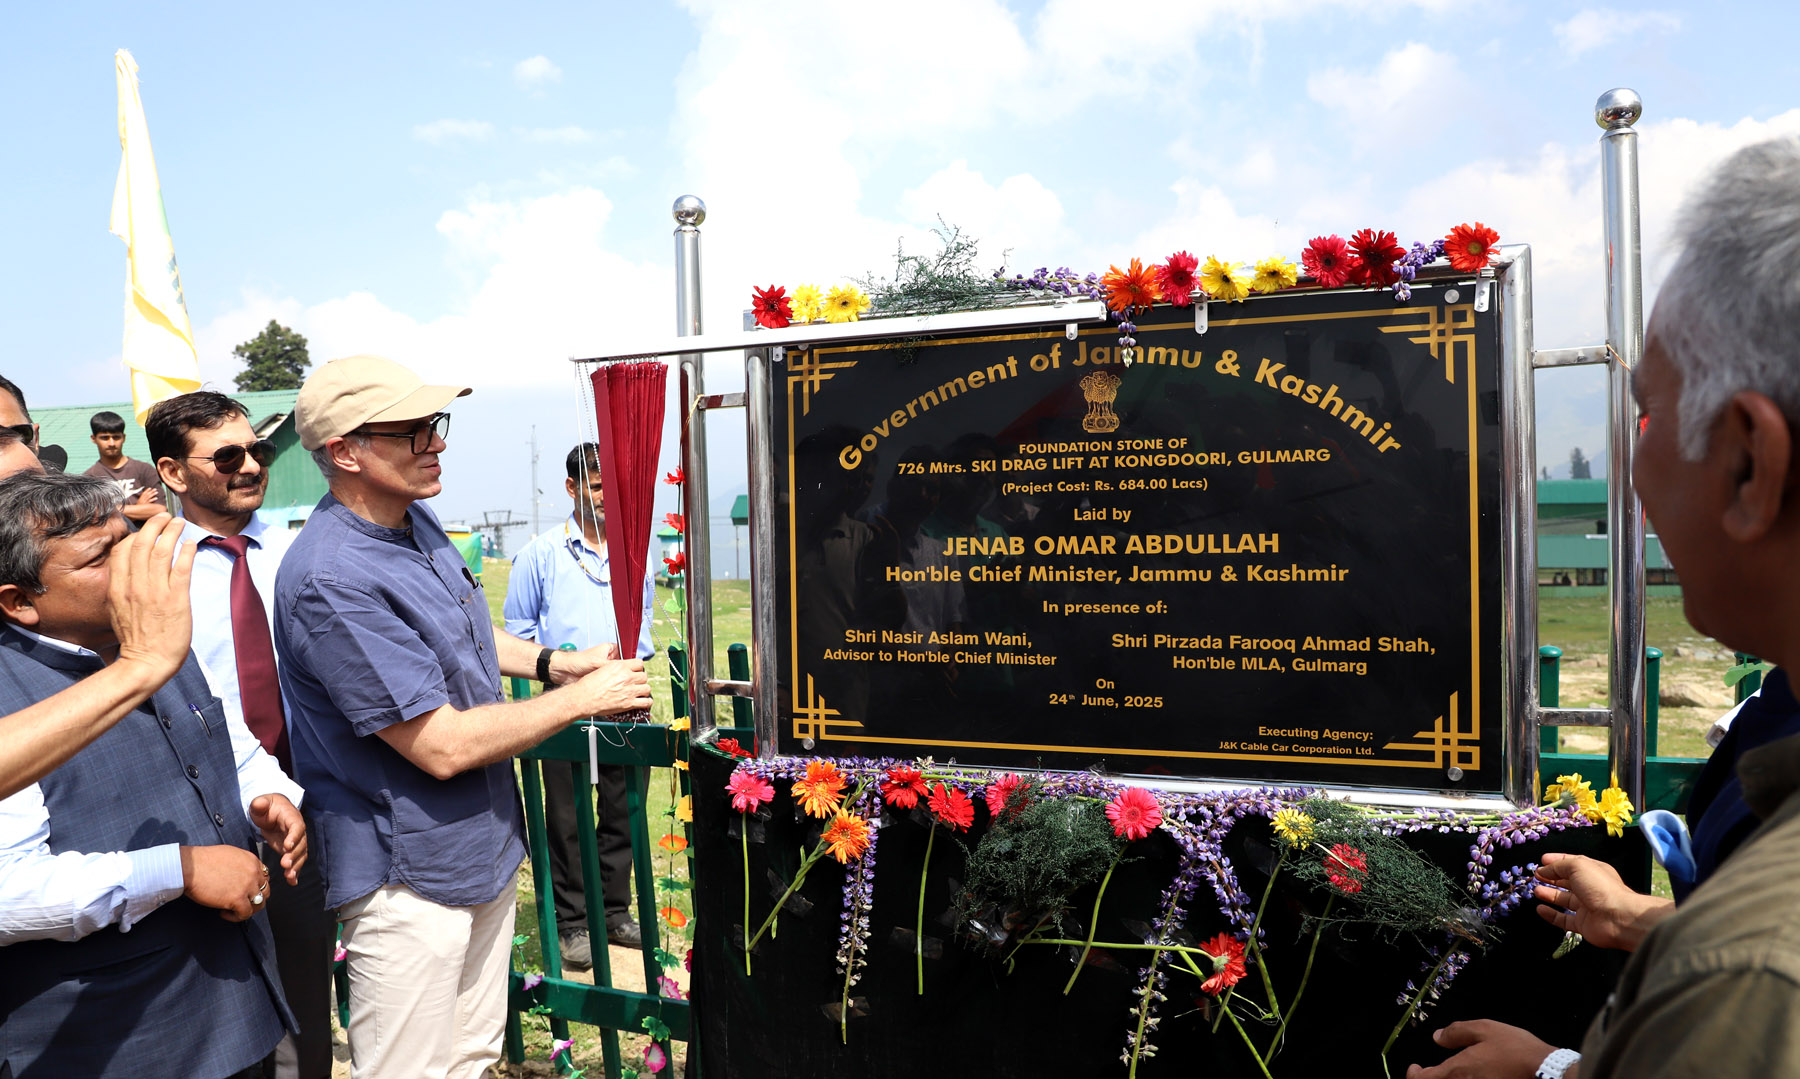 Government of Jammu & Kashmir
FOUNDATION STONE OF
726 Mtrs. SKI DRAG LIFT AT KONGDOORI, GULMARG
(Project Cost: Rs. 684.00 Lacs)
Laid by
JENAB OMAR ABDULLAH
Hon'ble Chief Minister, Jammu & Kashmir
In presence of:
Shri Nasir Aslam Wani,
Advisor to Hon'ble Chief Minister
Shri Pirzada Farooq Ahmad Shah,
Hon'ble MLA, Gulmarg
On
24th June, 2025
Executing Agency:
J&K Cable Car Corporation Ltd.